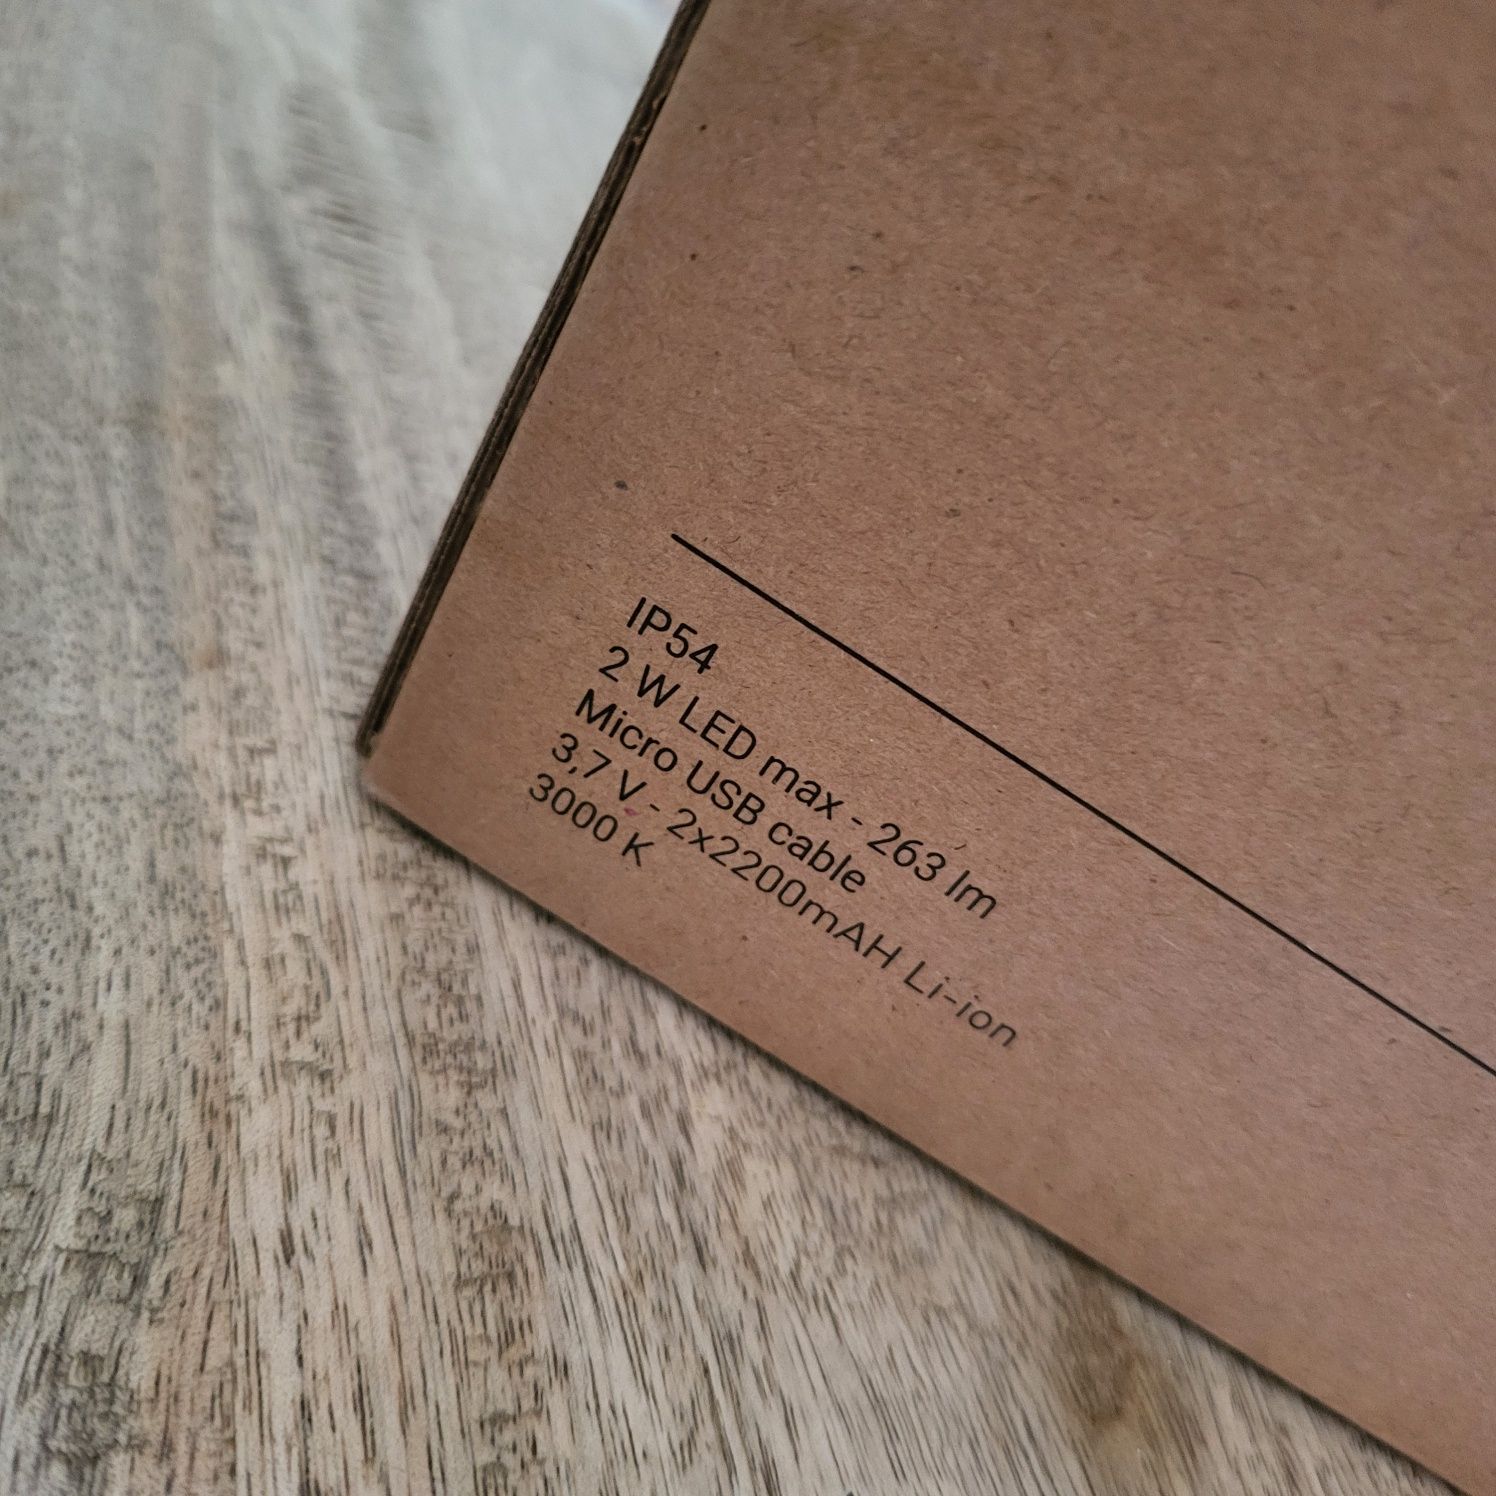 IP54
2 W LED max - 263 lm
Micro USB cable
3,7 V - 2x2200mAH Li-ion
3000 K